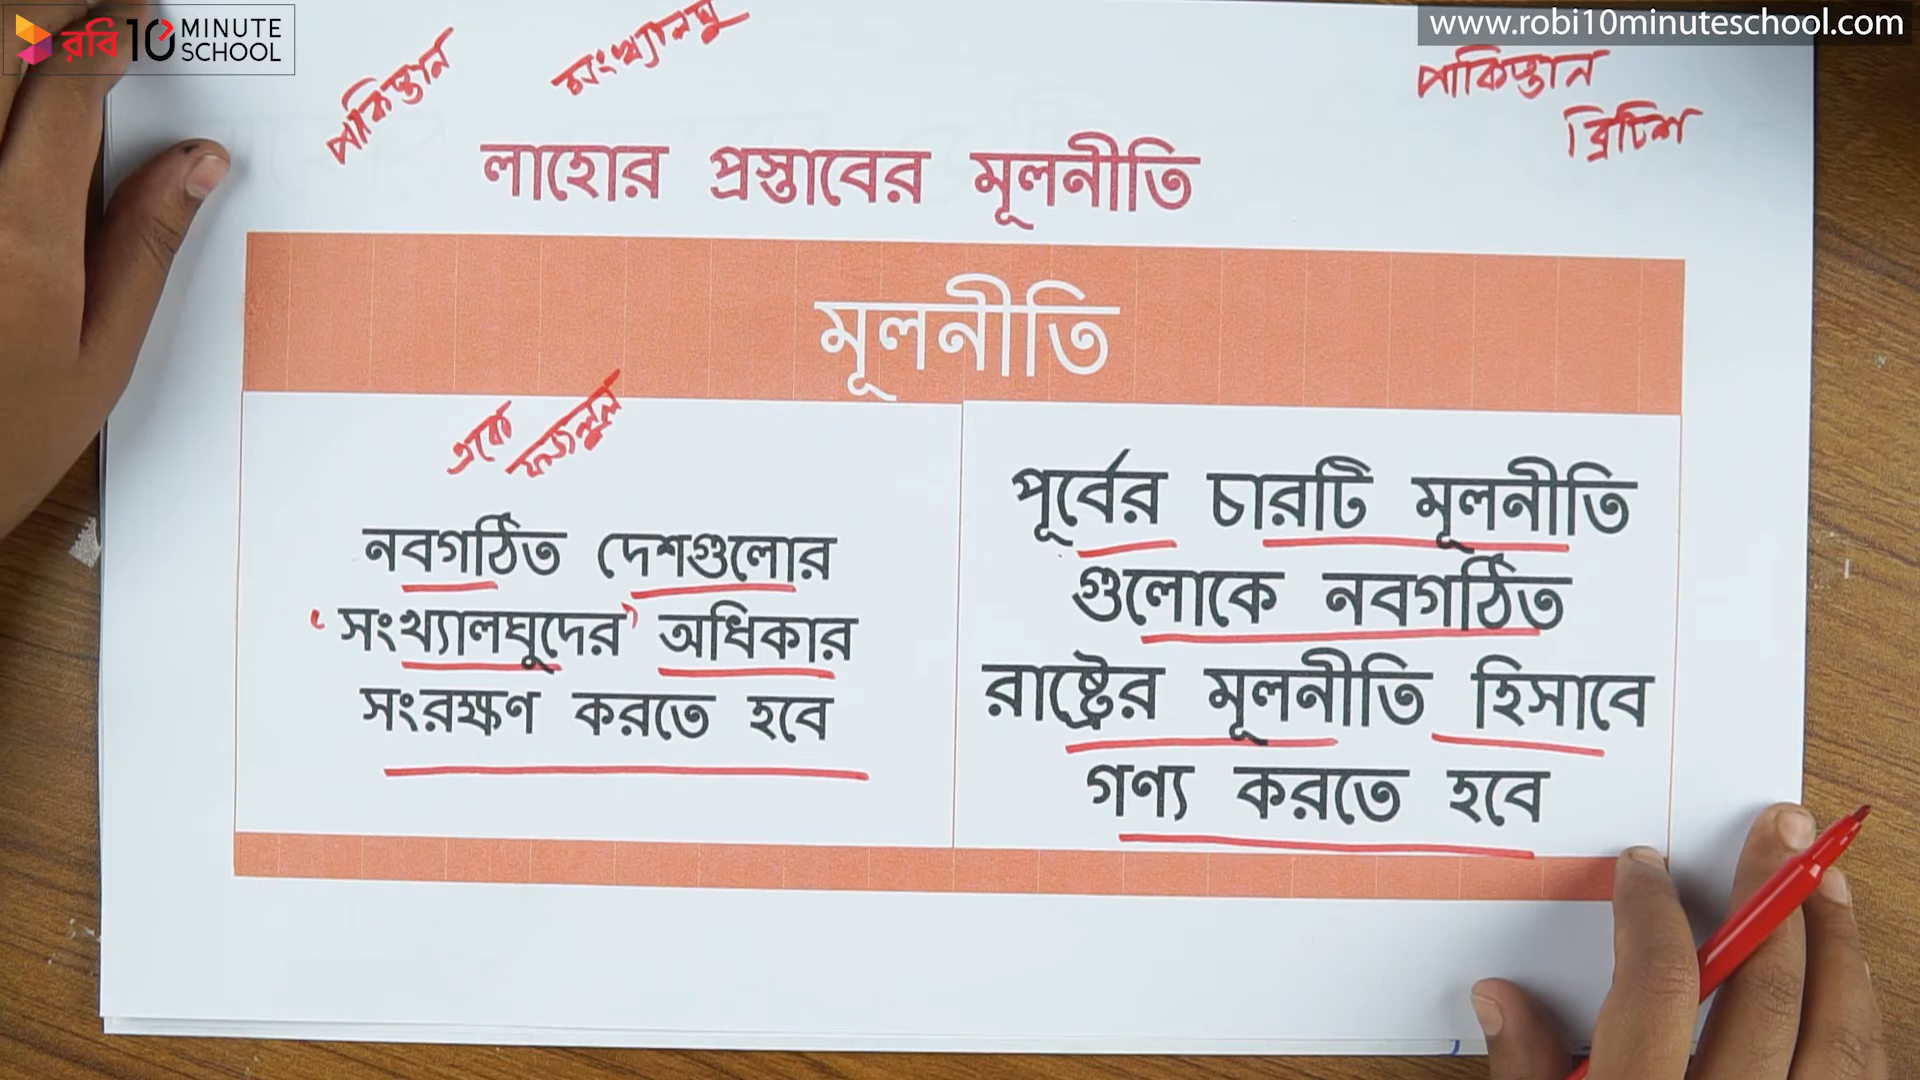 রবি 10 MINUTE SCHOOL
www.robi10minuteschool.com
পাকিস্তান
সংখ্যালঘু
পাকিস্তান
ব্রিটিশ
লাহোর প্রস্তাবের মূলনীতি
মূলনীতি
একে ফজলুল
নবগঠিত দেশগুলোর
'সংখ্যালঘুদের' অধিকার
সংরক্ষণ করতে হবে
পূর্বের চারটি মূলনীতি
গুলোকে নবগঠিত
রাষ্ট্রের মূলনীতি হিসাবে
গণ্য করতে হবে